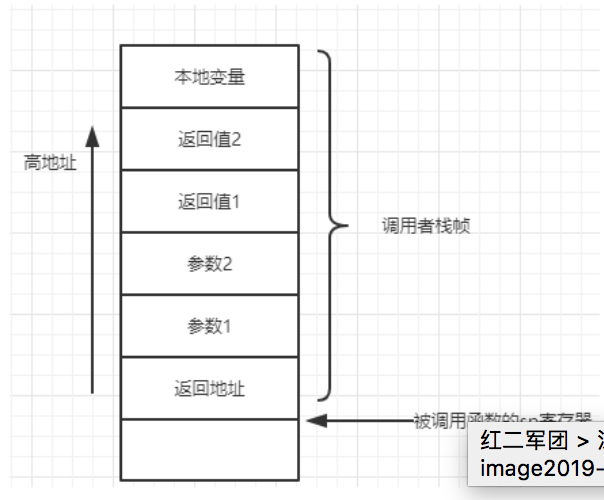 本地变量
返回值2
高地址
返回值1
调用者栈帧
参数2
参数1
返回地址
被调用函数的sp寄存器
红二军团 >
image2019-